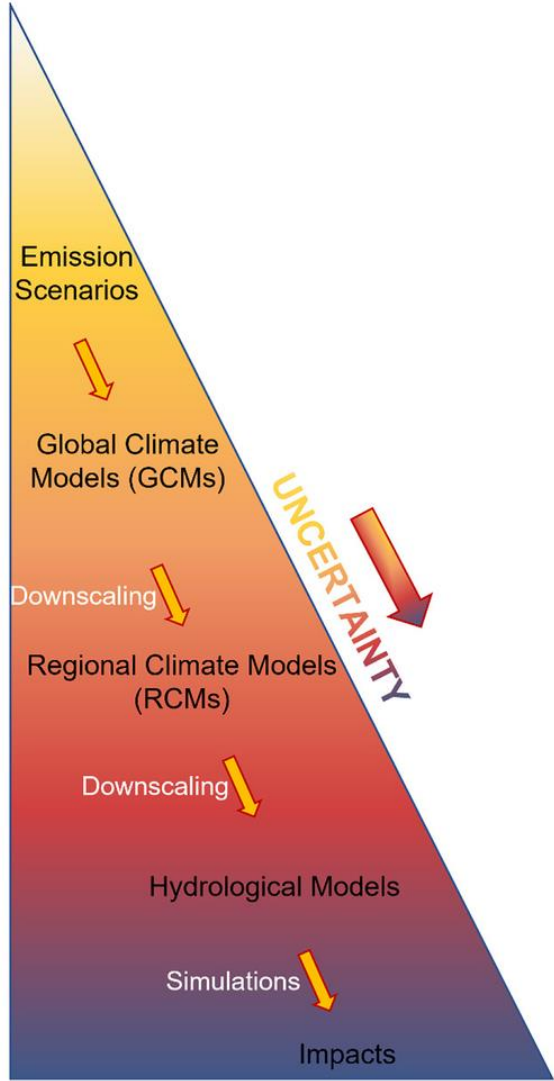 Emission
Scenarios
Global Climate
Models (GCMs)
UNCERTAINTY
Downscaling
Regional Climate Models
(RCMs)
Downscaling
Hydrological Models
Simulations
Impacts